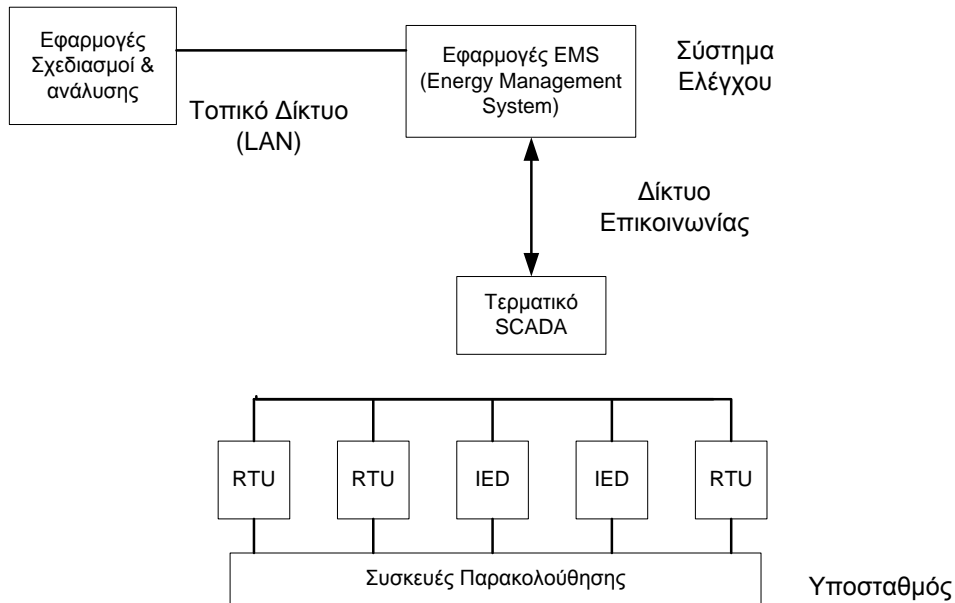 Εφαρμογές
Σχεδιασμοί &
ανάλυσης
Τοπικό Δίκτυο
(LAN)
Εφαρμογές EMS
(Energy Management
System)
Σύστημα
Ελέγχου
Δίκτυο
Επικοινωνίας
Τερματικό
SCADA
RTU
RTU
IED
IED
RTU
Συσκευές Παρακολούθησης
Υποσταθμός